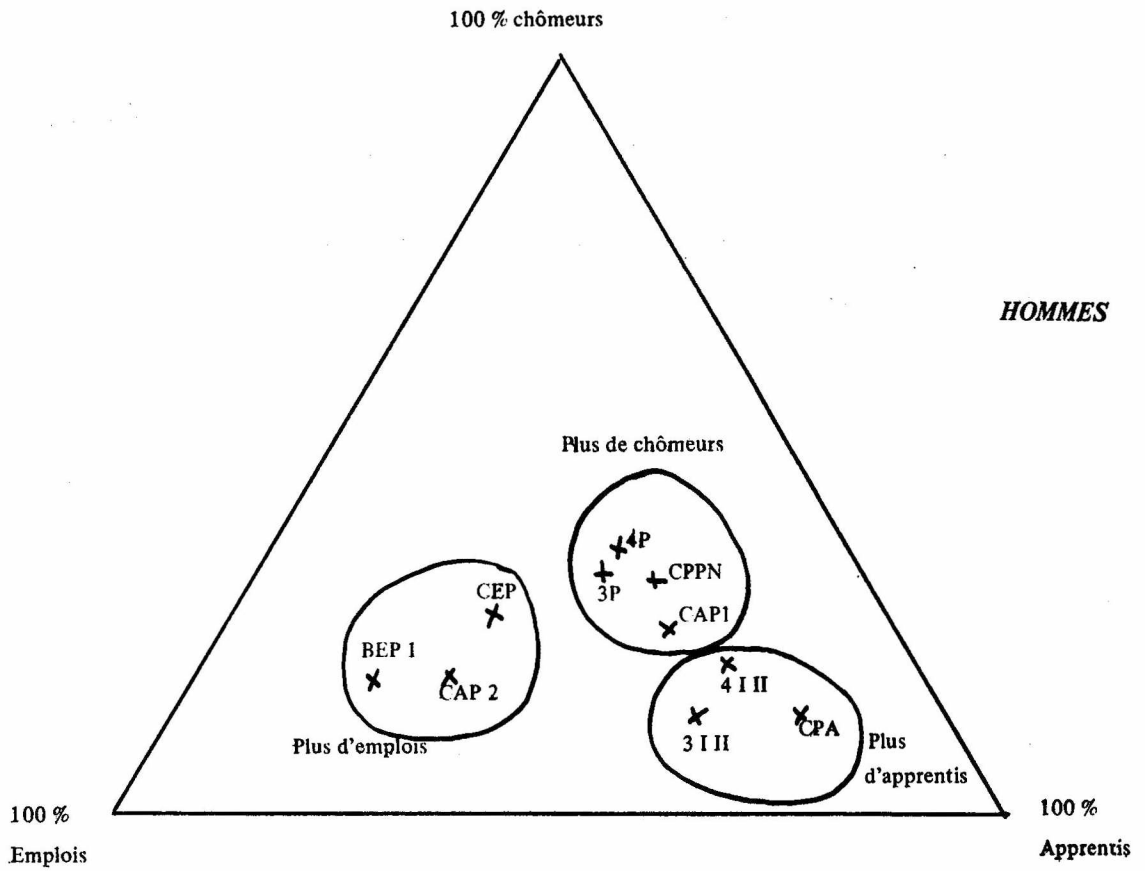 100 % chômeurs
HOMMES
Plus de chômeurs
4P
CPPN
3P
CEP
CAP1
BEP 1
CAP 2
4 I II
3 I II
CPA
Plus d'emplois
Plus
d'apprentis
100 %
Emplois
100 %
Apprentis